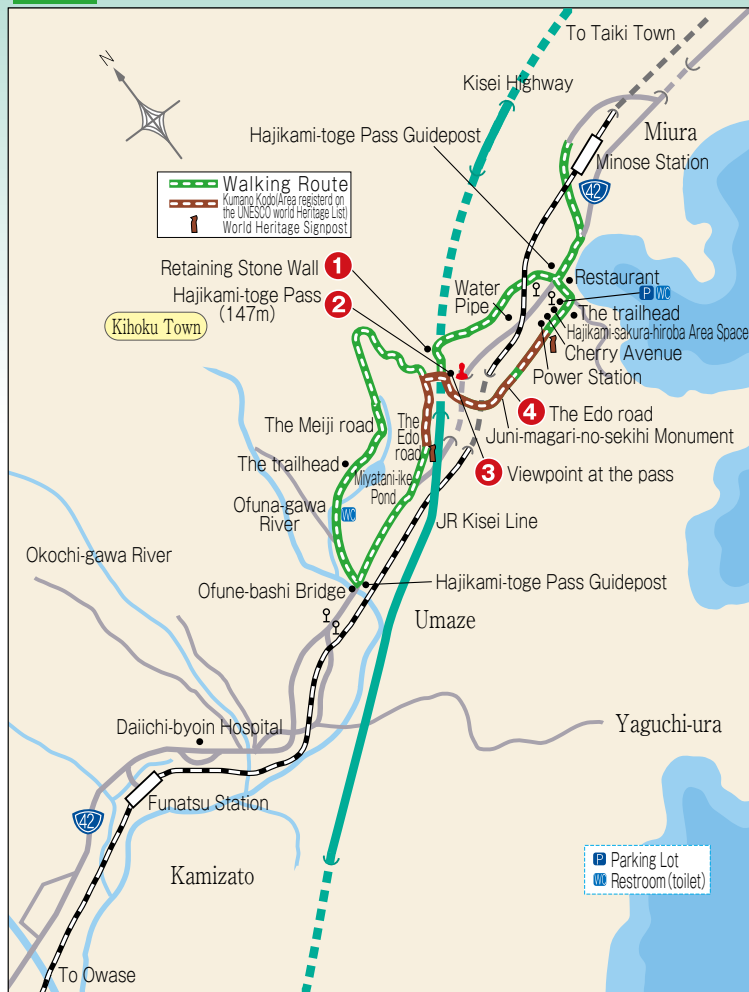 To Taiki Town
N
Kisei Highway
Hajikami-toge Pass Guidepost
Miura
Minose Station
42
Walking Route
Kumano Kodo(Area registerd on
the UNESCO world Heritage List)
World Heritage Signpost
Retaining Stone Wall 1
Hajikami-toge Pass 2
(147m)
Kihoku Town
Water
Pipe
Restaurant
P WC
The trailhead
Hajikami-sakura-hiroba Area Space
Cherry Avenue
Power Station
4 The Edo road
Juni-magari-no-sekihi Monument
3 Viewpoint at the pass
The Meiji road
The
Edo
road
The trailhead
Miyatani-ike
Pond
Ofuna-gawa
River
WC
JR Kisei Line
Okochi-gawa River
Ofune-bashi Bridge
Hajikami-toge Pass Guidepost
Umaze
Yaguchi-ura
Daiichi-byoin Hospital
Funatsu Station
42
Kamizato
P Parking Lot
WC Restroom(toilet)
To Owase